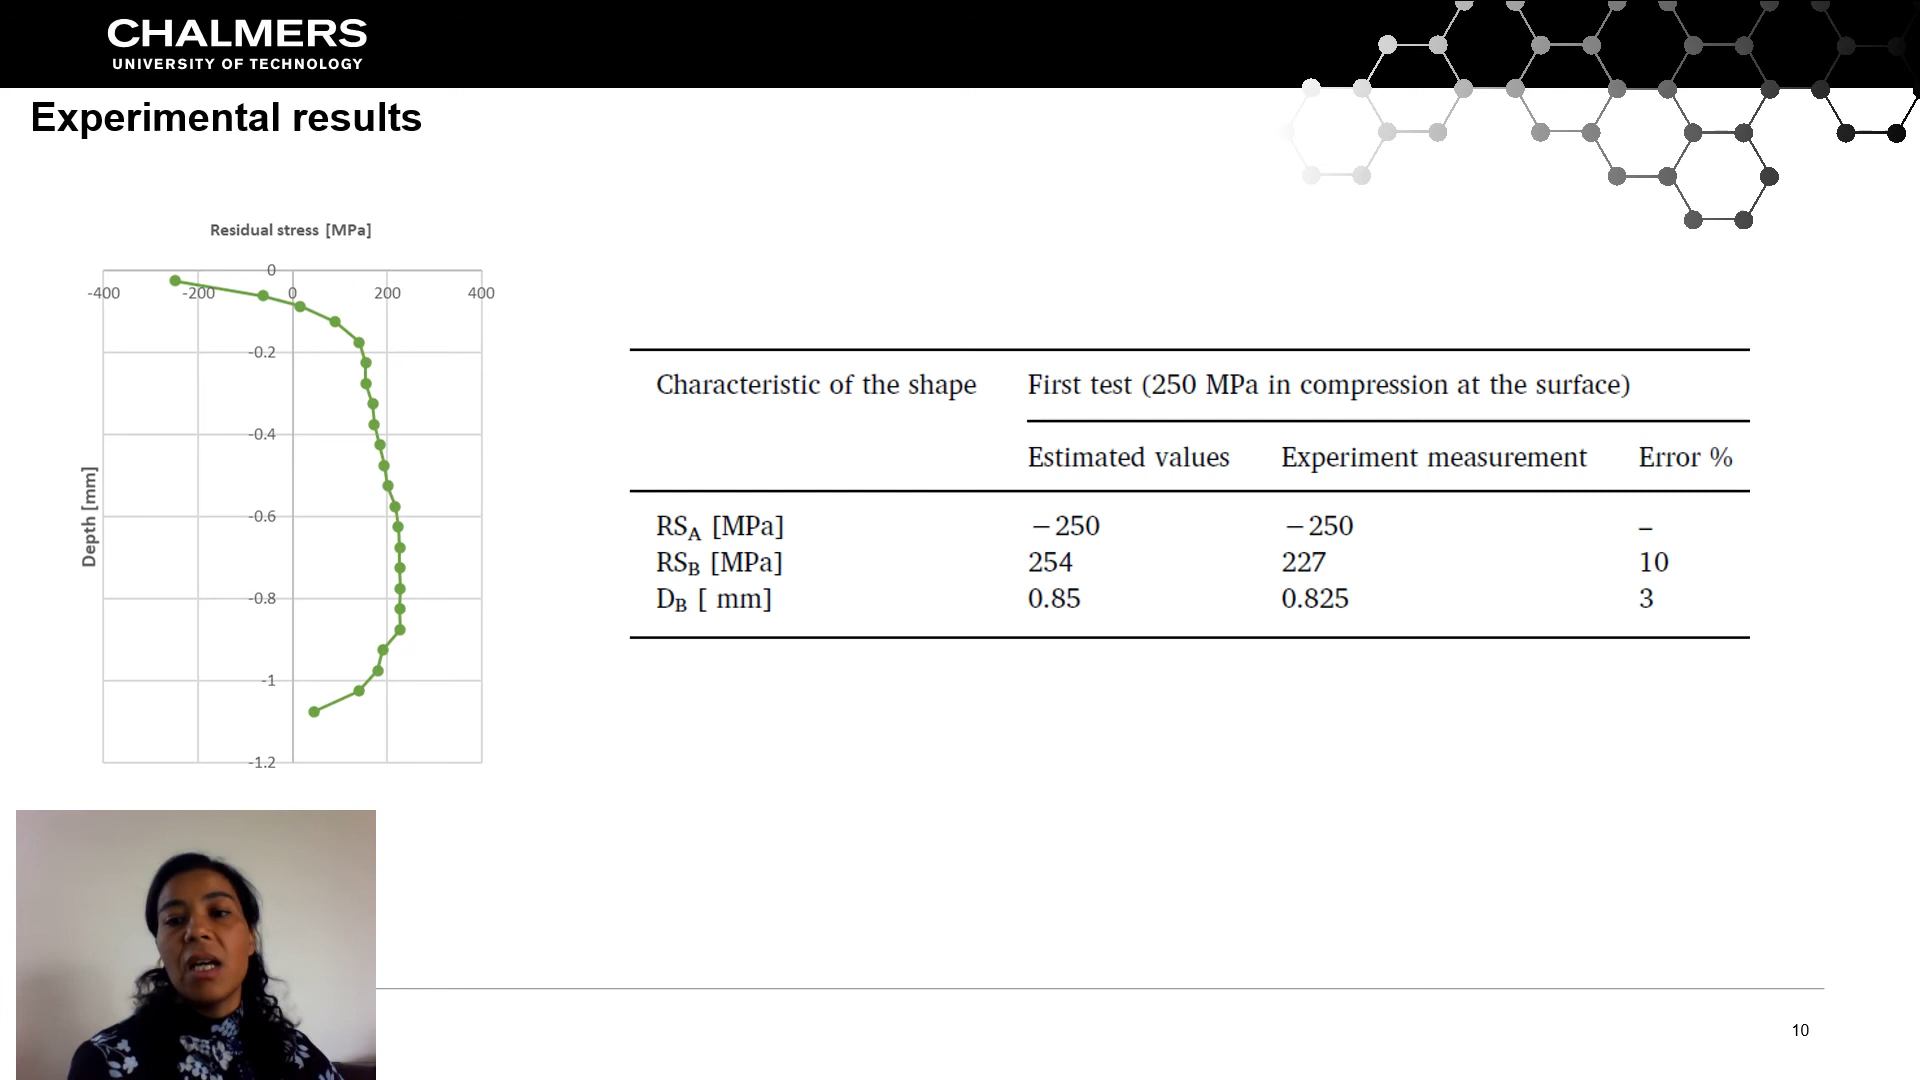 CHALMERS
UNIVERSITY OF TECHNOLOGY
Experimental results
Residual stress [MPa]
0
-400 -200 0 200 400
-0.2
-0.4
-0.6
-0.8
-1
-1.2
Depth [mm]
Characteristic of the shape First test (250 MPa in compression at the surface)
Estimated values Experiment measurement Error %
RSA [MPa] −250 −250 –
RSB [MPa] 254 227 10
DB [ mm] 0.85 0.825 3
10